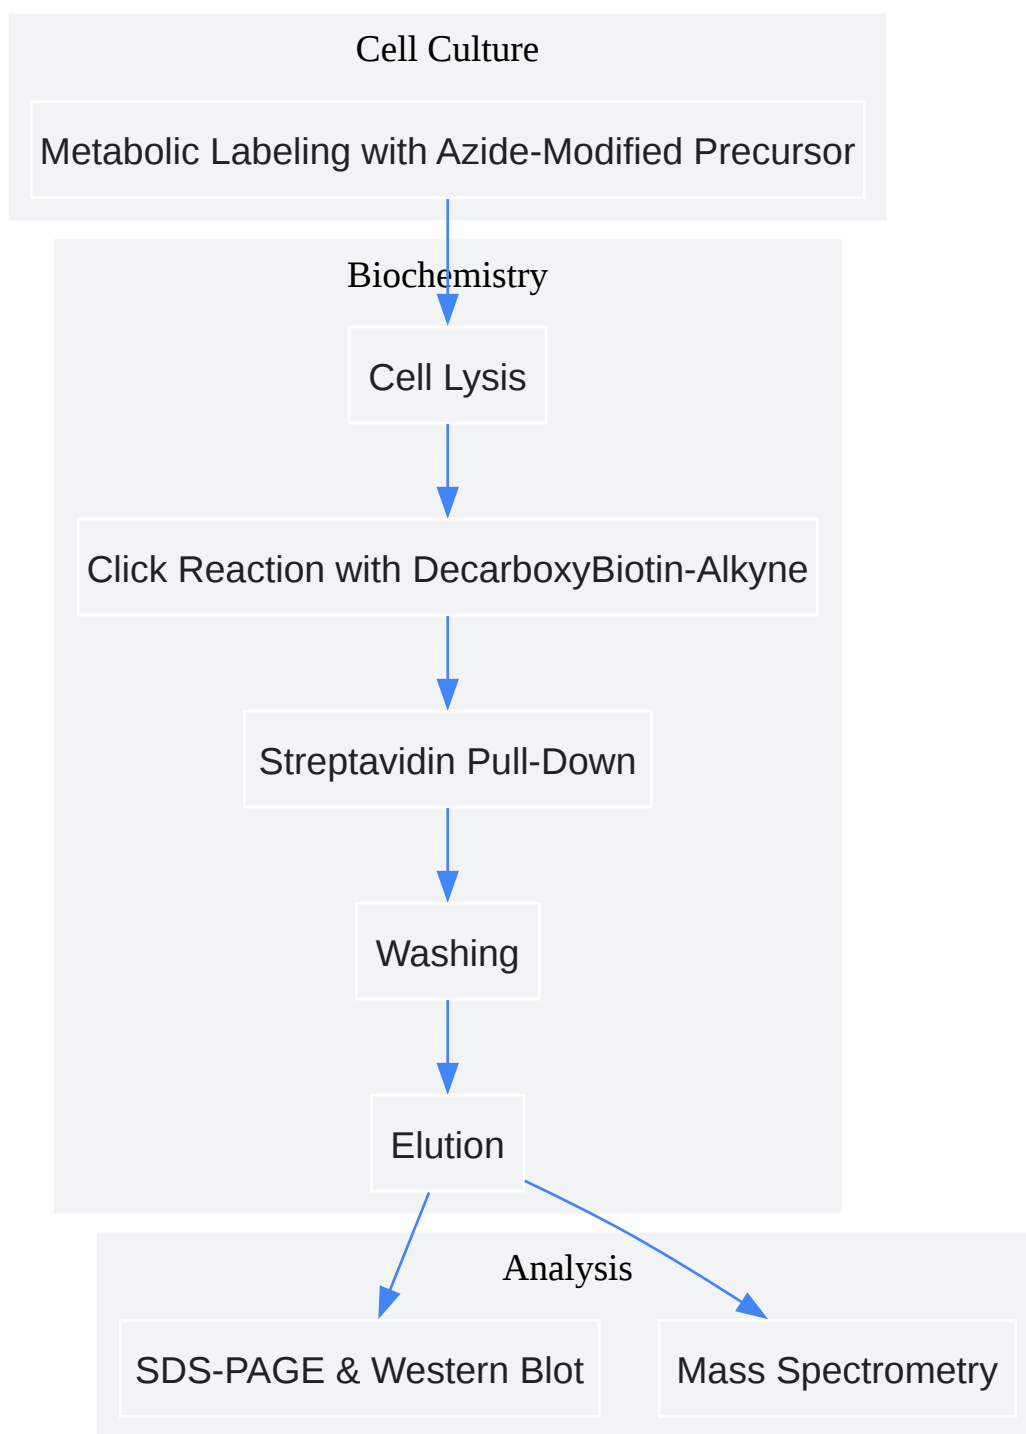 Cell Culture
Metabolic Labeling with Azide-Modified Precursor
Biochemistry
Cell Lysis
Click Reaction with DecarboxyBiotin-Alkyne
Streptavidin Pull-Down
Washing
Elution
Analysis
SDS-PAGE & Western Blot
Mass Spectrometry